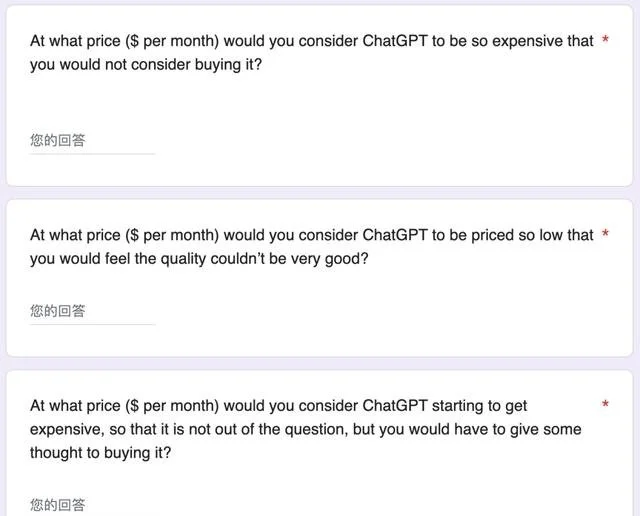 At what price ($ per month) would you consider ChatGPT to be so expensive that *
you would not consider buying it?
您的回答
At what price ($ per month) would you consider ChatGPT to be priced so low that *
you would feel the quality couldn’t be very good?
您的回答
At what price ($ per month) would you consider ChatGPT starting to get *
expensive, so that it is not out of the question, but you would have to give some
thought to buying it?
您的回答